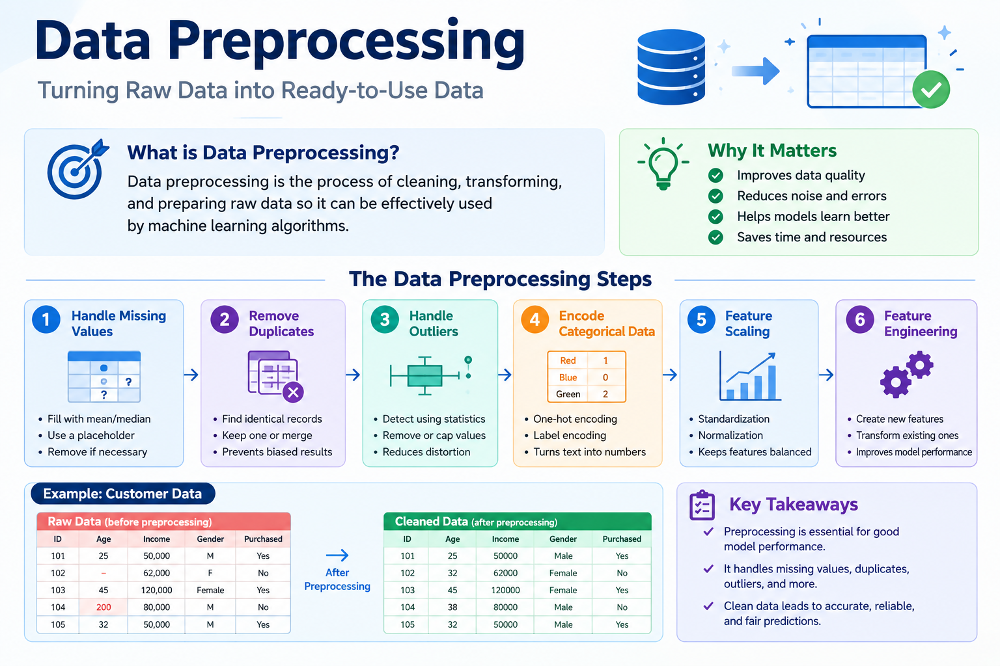 Data Preprocessing
Turning Raw Data into Ready-to-Use Data
What is Data Preprocessing?
Data preprocessing is the process of cleaning, transforming,
and preparing raw data so it can be effectively used
by machine learning algorithms.
Why It Matters
Improves data quality
Reduces noise and errors
Helps models learn better
Saves time and resources
The Data Preprocessing Steps
1 Handle Missing
Values
? ?
• Fill with mean/median
• Use a placeholder
• Remove if necessary
2 Remove
Duplicates
• Find identical records
• Keep one or merge
• Prevents biased results
3 Handle
Outliers
• Detect using statistics
• Remove or cap values
• Reduces distortion
4 Encode
Categorical Data
Red 1
Blue 0
Green 2
• One-hot encoding
• Label encoding
• Turns text into numbers
5 Feature
Scaling
• Standardization
• Normalization
• Keeps features balanced
6 Feature
Engineering
• Create new features
• Transform existing ones
• Improves model performance
Example: Customer Data
Raw Data (before preprocessing)
ID Age Income Gender Purchased
101 25 50,000 M Yes
102 – 62,000 F No
103 45 120,000 Female Yes
104 200 80,000 M No
105 32 50,000 M Yes
After
Preprocessing
Cleaned Data (after preprocessing)
ID Age Income Gender Purchased
101 25 50000 Male Yes
102 32 62000 Female No
103 45 120000 Female Yes
104 38 80000 Male No
105 32 50000 Male Yes
Key Takeaways
Preprocessing is essential for good
model performance.
It handles missing values, duplicates,
outliers, and more.
Clean data leads to accurate, reliable,
and fair predictions.